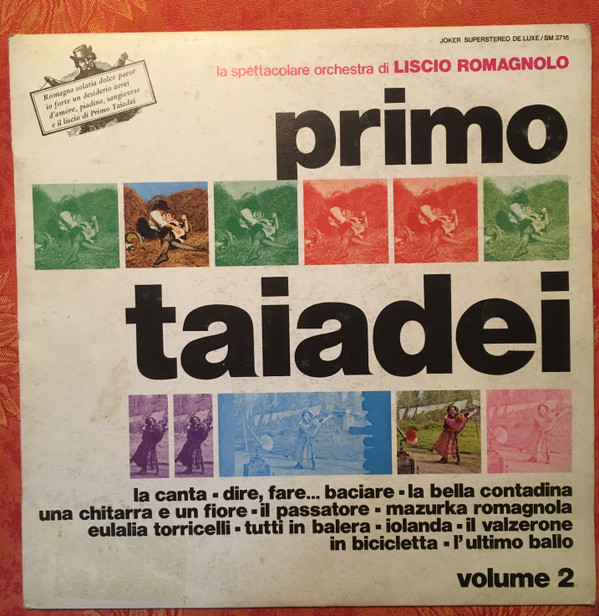 JOKER SUPERSTEREO DE LUXE/SM 3716
Romagna solatia dolce paese
io forte un desiderio avrei
d'amore, piadina, sangiovese
e il liscio di Primo Taiadei
la spettacolare orchestra di LISCIO ROMAGNOLO
primo
taiadei
la canta - dire, fare... baciare - la bella contadina
una chitarra e un fiore - il passatore - mazurka romagnola
eulalia torricelli - tutti in balera - iolanda - il valzerone
in bicicletta - l'ultimo ballo
volume 2